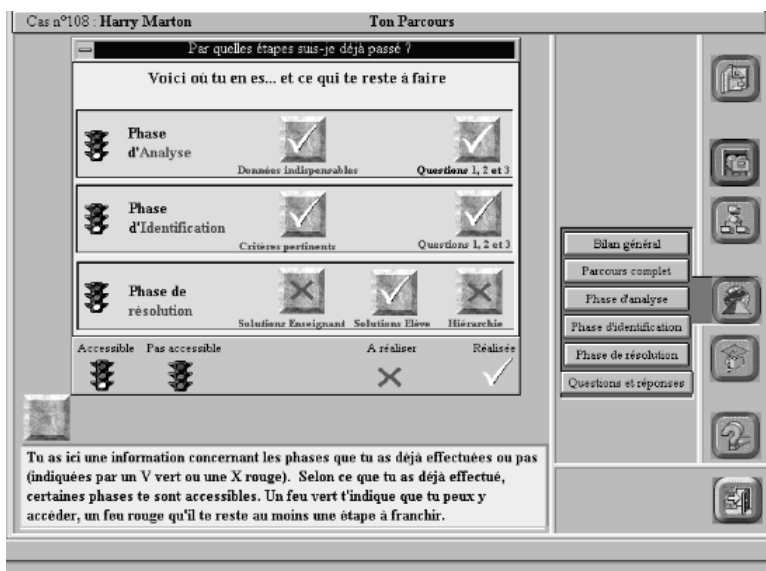 Cas n°108 : Harry Marton Ton Parcours
Par quelles étapes suis-je déjà passé ?
Voici où tu en es... et ce qui te reste à faire
Phase
d'Analyse
Données indispensables Questions 1, 2 et 3
Phase
d'Identification
Critères pertinents Questions 1, 2 et 3
Phase de
résolution
Solutions Enseignant Solutions Elève Hiérarchie
Accessible Pas accessible A réaliser Réalisée
Bilan général
Parcours complet
Phase d'analyse
Phase d'identification
Phase de résolution
Questions et réponses
Tu as ici une information concernant les phases que tu as déjà effectuées ou pas
(indiquées par un V vert ou une X rouge). Selon ce que tu as déjà effectué,
certaines phases te sont accessibles. Un feu vert t'indique que tu peux y
accéder, un feu rouge qu'il te reste au moins une étape à franchir.